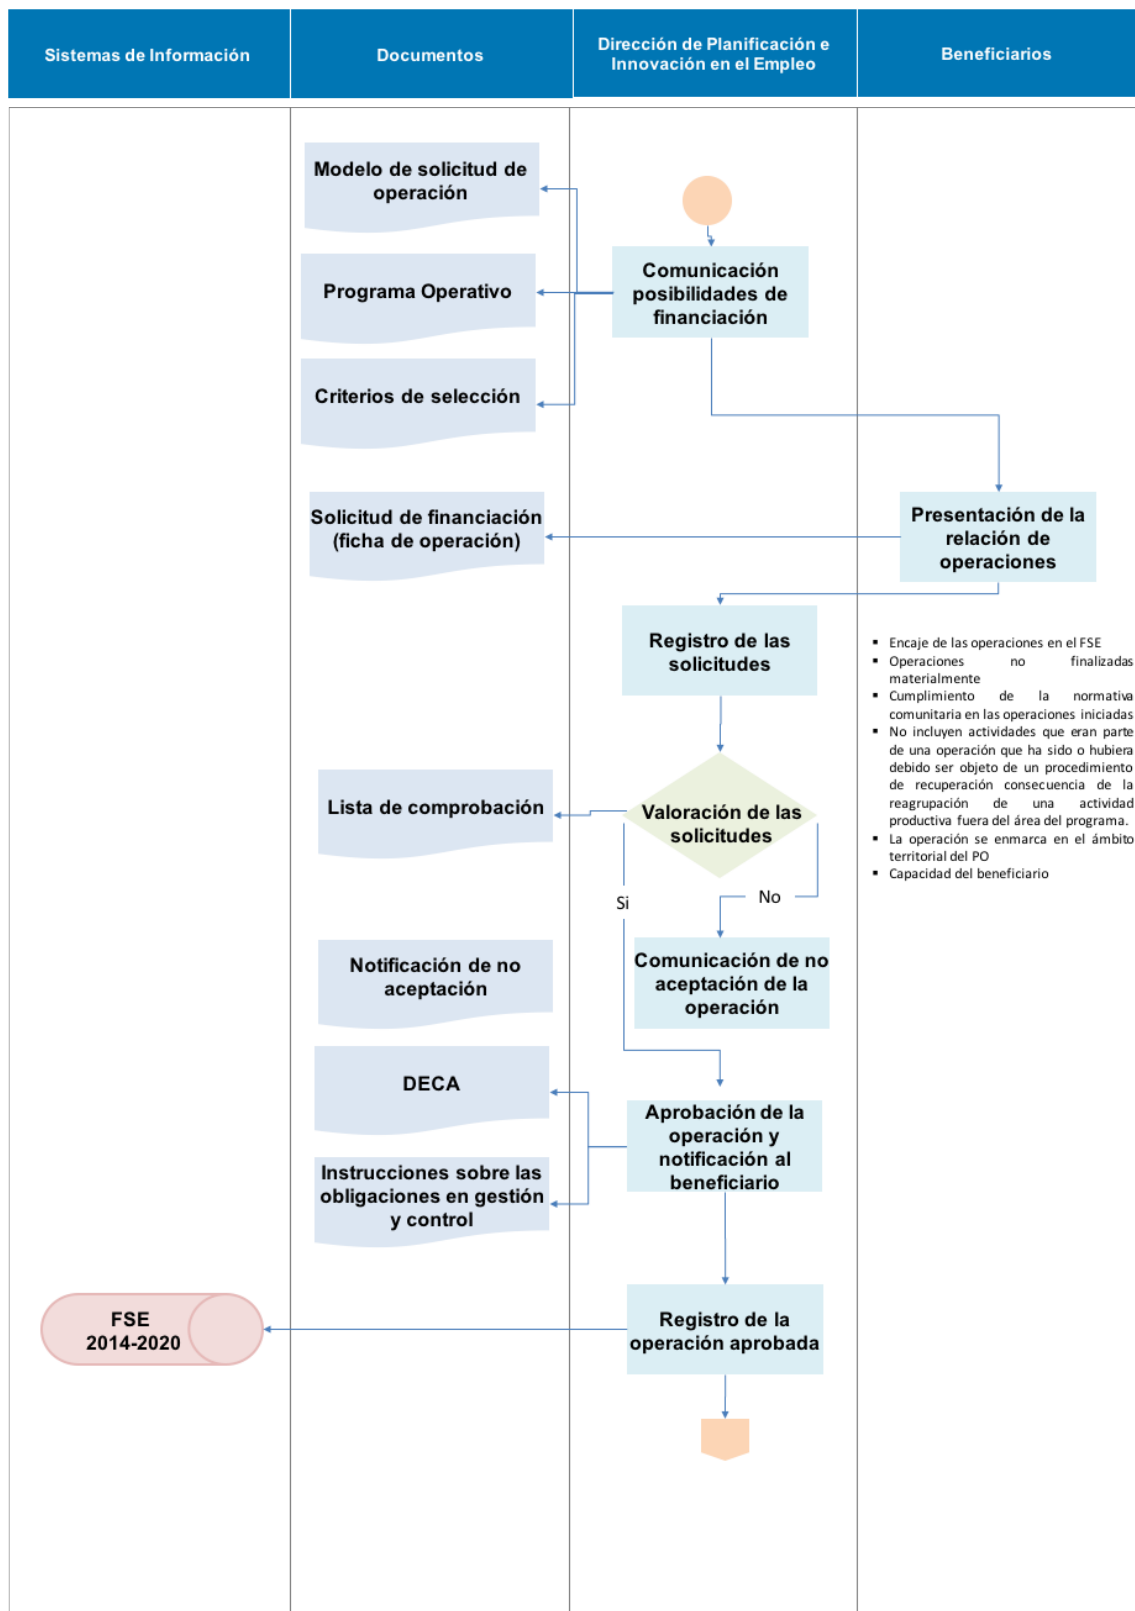 Sistemas de Información
Documentos
Dirección de Planificación e
Innovación en el Empleo
Beneficiarios
Modelo de solicitud de
operación
Comunicación
posibilidades de
financiación
Programa Operativo
Criterios de selección
Solicitud de financiación
(ficha de operación)
Presentación de la
relación de
operaciones
Registro de las
solicitudes
▪ Encaje de las operaciones en el FSE
▪ Operaciones no finalizadas
materialmente
▪ Cumplimiento de la normativa
comunitaria en las operaciones iniciadas
▪ No incluyen actividades que eran parte
de una operación que ha sido o hubiera
debido ser objeto de un procedimiento
de recuperación consecuencia de la
reagrupación de una actividad
productiva fuera del área del programa.
▪ La operación se enmarca en el ámbito
territorial del PO
▪ Capacidad del beneficiario
Lista de comprobación
Valoración de las
solicitudes
Si
No
Notificación de no
aceptación
Comunicación de no
aceptación de la
operación
DECA
Aprobación de la
operación y
notificación al
beneficiario
Instrucciones sobre las
obligaciones en gestión
y control
FSE
2014-2020
Registro de la
operación aprobada